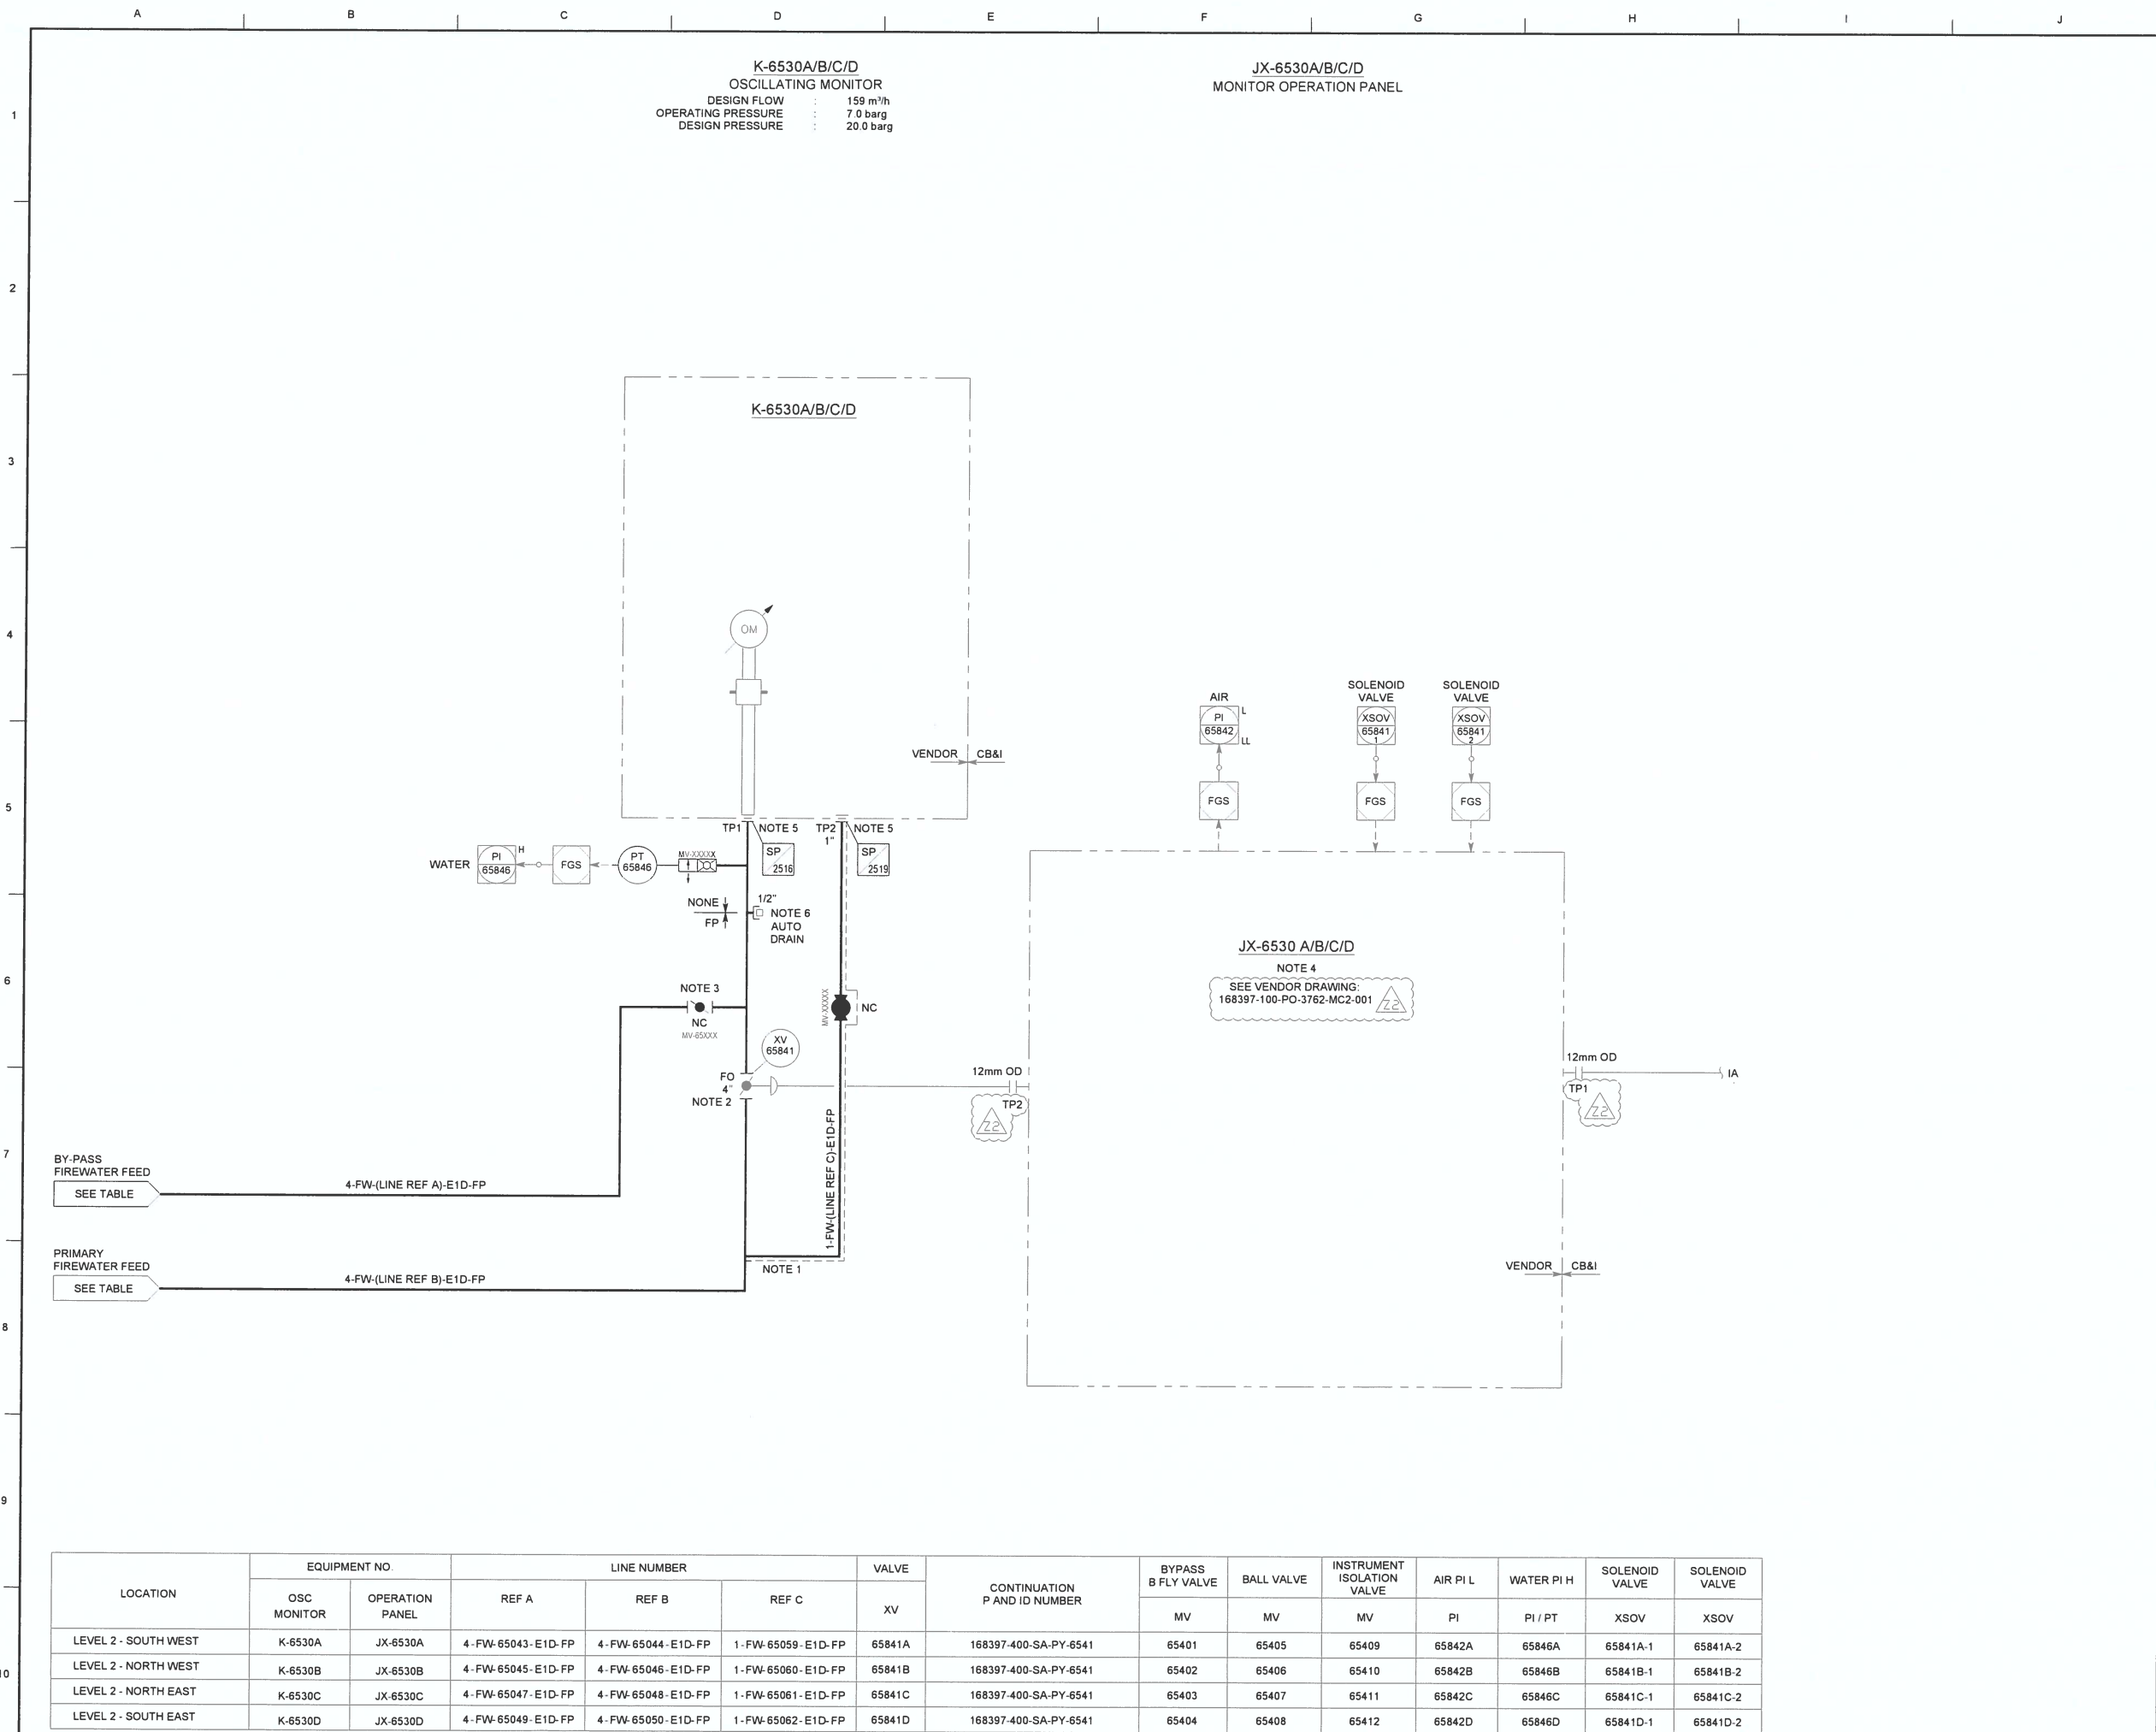 A B C D E F G H I J
K-6530A/B/C/D
OSCILLATING MONITOR
DESIGN FLOW : 159 m³/h
OPERATING PRESSURE : 7.0 barg
DESIGN PRESSURE : 20.0 barg
JX-6530A/B/C/D
MONITOR OPERATION PANEL
1
2
3
4
5
6
7
8
9
10
K-6530A/B/C/D
OM
VENDOR CB&I
AIR
PI
65842
L
LL
FGS
SOLENOID
VALVE
XSOV
65841
1
FGS
SOLENOID
VALVE
XSOV
65841
2
FGS
TP1 NOTE 5
SP
2516
TP2 NOTE 5
1"
SP
2519
WATER
PI
65846
H
FGS
PT
65846
MV-XXXXX
NONE
FP
1/2"
NOTE 6
AUTO
DRAIN
NOTE 3
NC
MV-65XXX
MV-XXXXX
NC
XV
65841
FO
4"
NOTE 2
12mm OD
TP2
Z2
JX-6530 A/B/C/D
NOTE 4
SEE VENDOR DRAWING:
168397-100-PO-3762-MC2-001
Z2
12mm OD
IA
TP1
Z2
VENDOR CB&I
BY-PASS
FIREWATER FEED
SEE TABLE
4-FW-(LINE REF A)-E1D-FP
1-FW-(LINE REF C)-E1D-FP
PRIMARY
FIREWATER FEED
SEE TABLE
4-FW-(LINE REF B)-E1D-FP
NOTE 1
LOCATION EQUIPMENT NO. LINE NUMBER VALVE CONTINUATION P AND ID NUMBER BYPASS B FLY VALVE BALL VALVE INSTRUMENT ISOLATION VALVE AIR PI L WATER PI H SOLENOID VALVE SOLENOID VALVE
OSC MONITOR OPERATION PANEL REF A REF B REF C XV MV MV MV PI PI / PT XSOV XSOV
LEVEL 2 - SOUTH WEST K-6530A JX-6530A 4-FW-65043-E1D-FP 4-FW-65044-E1D-FP 1-FW-65059-E1D-FP 65841A 168397-400-SA-PY-6541 65401 65405 65409 65842A 65846A 65841A-1 65841A-2
LEVEL 2 - NORTH WEST K-6530B JX-6530B 4-FW-65045-E1D-FP 4-FW-65046-E1D-FP 1-FW-65060-E1D-FP 65841B 168397-400-SA-PY-6541 65402 65406 65410 65842B 65846B 65841B-1 65841B-2
LEVEL 2 - NORTH EAST K-6530C JX-6530C 4-FW-65047-E1D-FP 4-FW-65048-E1D-FP 1-FW-65061-E1D-FP 65841C 168397-400-SA-PY-6541 65403 65407 65411 65842C 65846C 65841C-1 65841C-2
LEVEL 2 - SOUTH EAST K-6530D JX-6530D 4-FW-65049-E1D-FP 4-FW-65050-E1D-FP 1-FW-65062-E1D-FP 65841D 168397-400-SA-PY-6541 65404 65408 65412 65842D 65846D 65841D-1 65841D-2